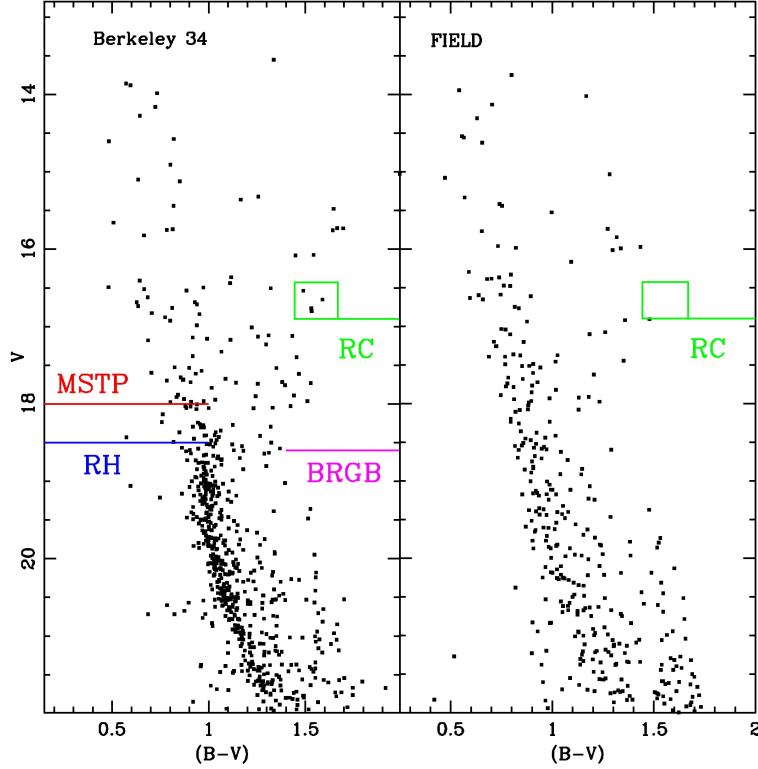 Berkeley 34
FIELD
14
16
RC
RC
V
MSTP
18
RH
BRGB
20
0.5 1 1.5
0.5 1 1.5 2
(B-V)
(B-V)